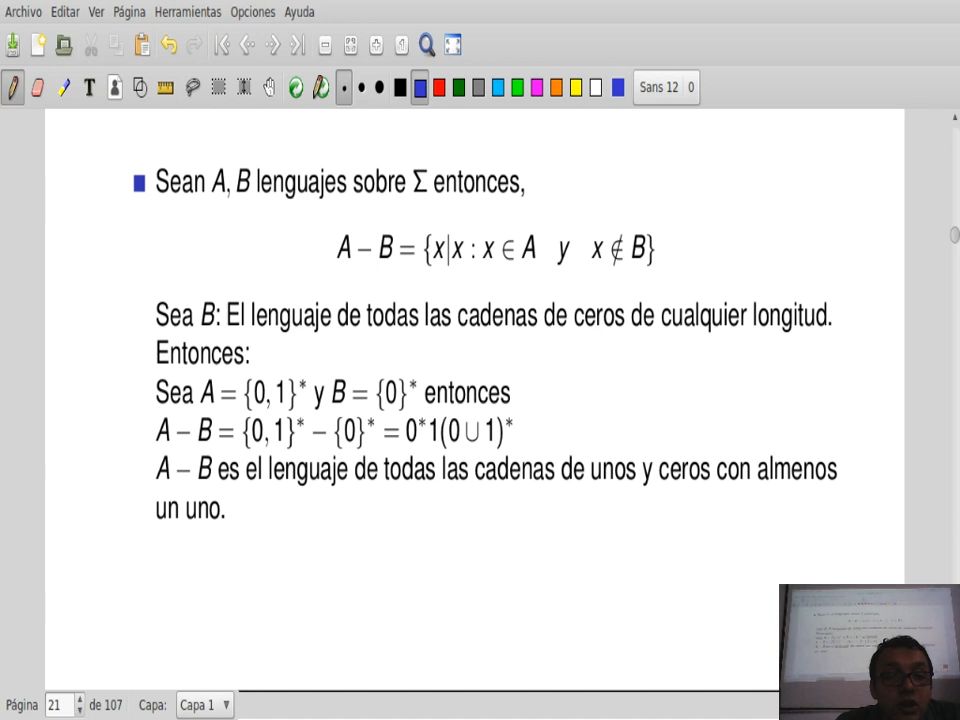 Archivo Editar Ver Página Herramientas Opciones Ayuda
T
Sans 12 0
Sean A, B lenguajes sobre Σ entonces,
A − B = {x|x : x ∈ A y x ∉ B}
Sea B: El lenguaje de todas las cadenas de ceros de cualquier longitud.
Entonces:
Sea A = {0, 1}* y B = {0}* entonces
A − B = {0, 1}* − {0}* = 0*1(0 ∪ 1)*
A − B es el lenguaje de todas las cadenas de unos y ceros con almenos
un uno.
Página 21 de 107 Capa: Capa 1